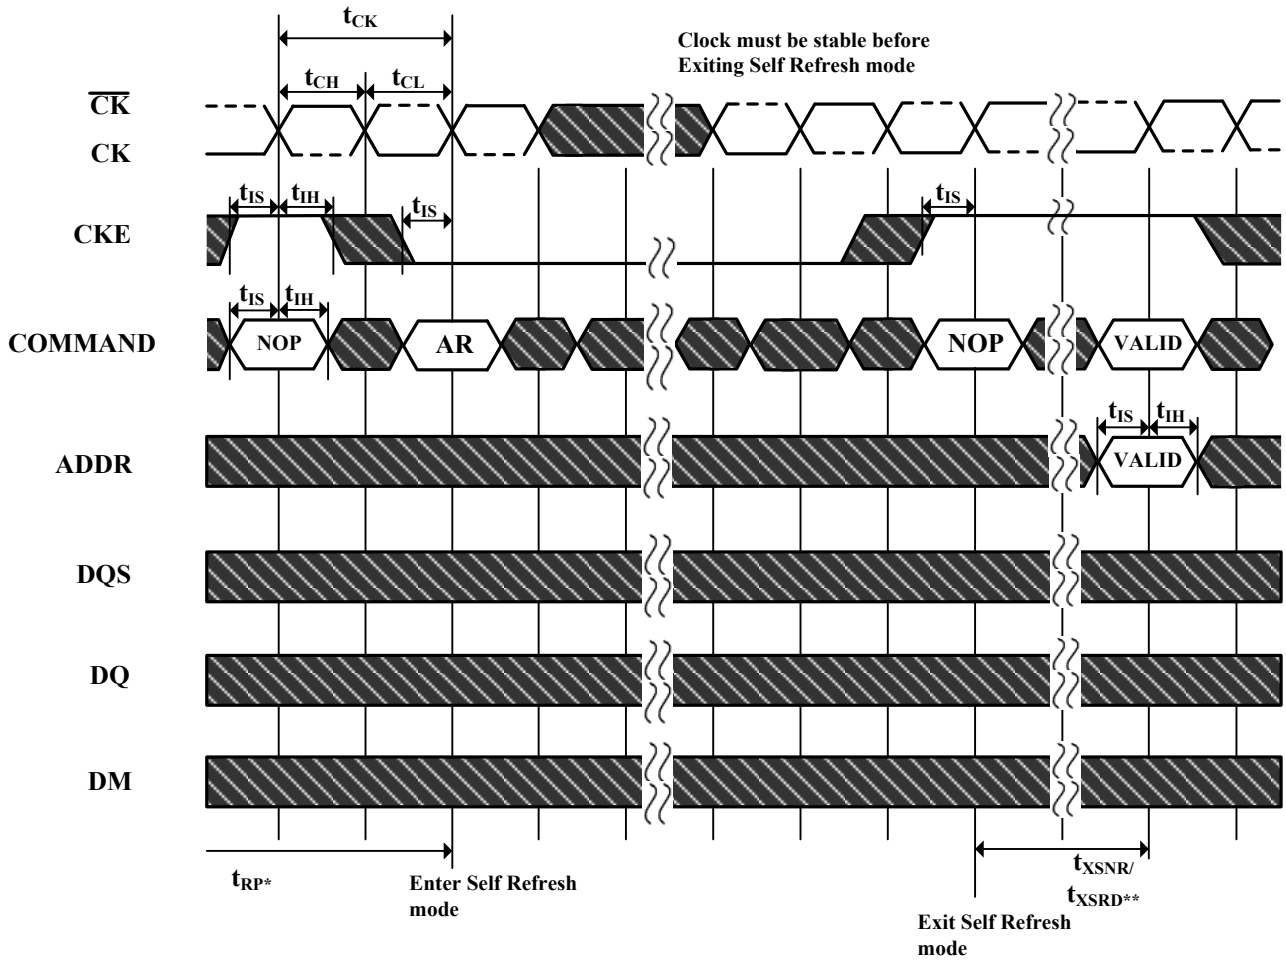 tCK
Clock must be stable before
Exiting Self Refresh mode
tCH tCL
CK
CK
tIS tIH tIS tIS
CKE
tIS tIH
COMMAND NOP AR NOP VALID
tIS tIH
ADDR VALID
DQS
DQ
DM
tRP* Enter Self Refresh
mode
tXSNR/
tXSRD**
Exit Self Refresh
mode